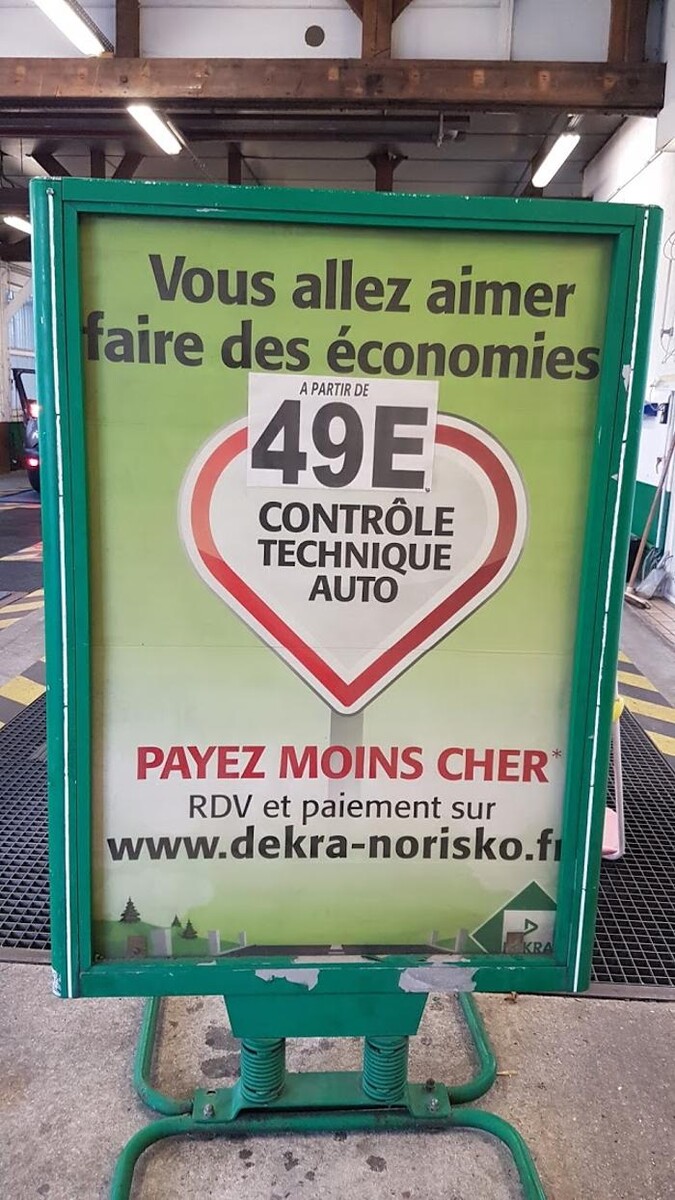 Vous allez aimer
faire des économies
A PARTIR DE
49E
CONTRÔLE
TECHNIQUE
AUTO
PAYEZ MOINS CHER*
RDV et paiement sur
www.dekra-norisko.fr
DEKRA